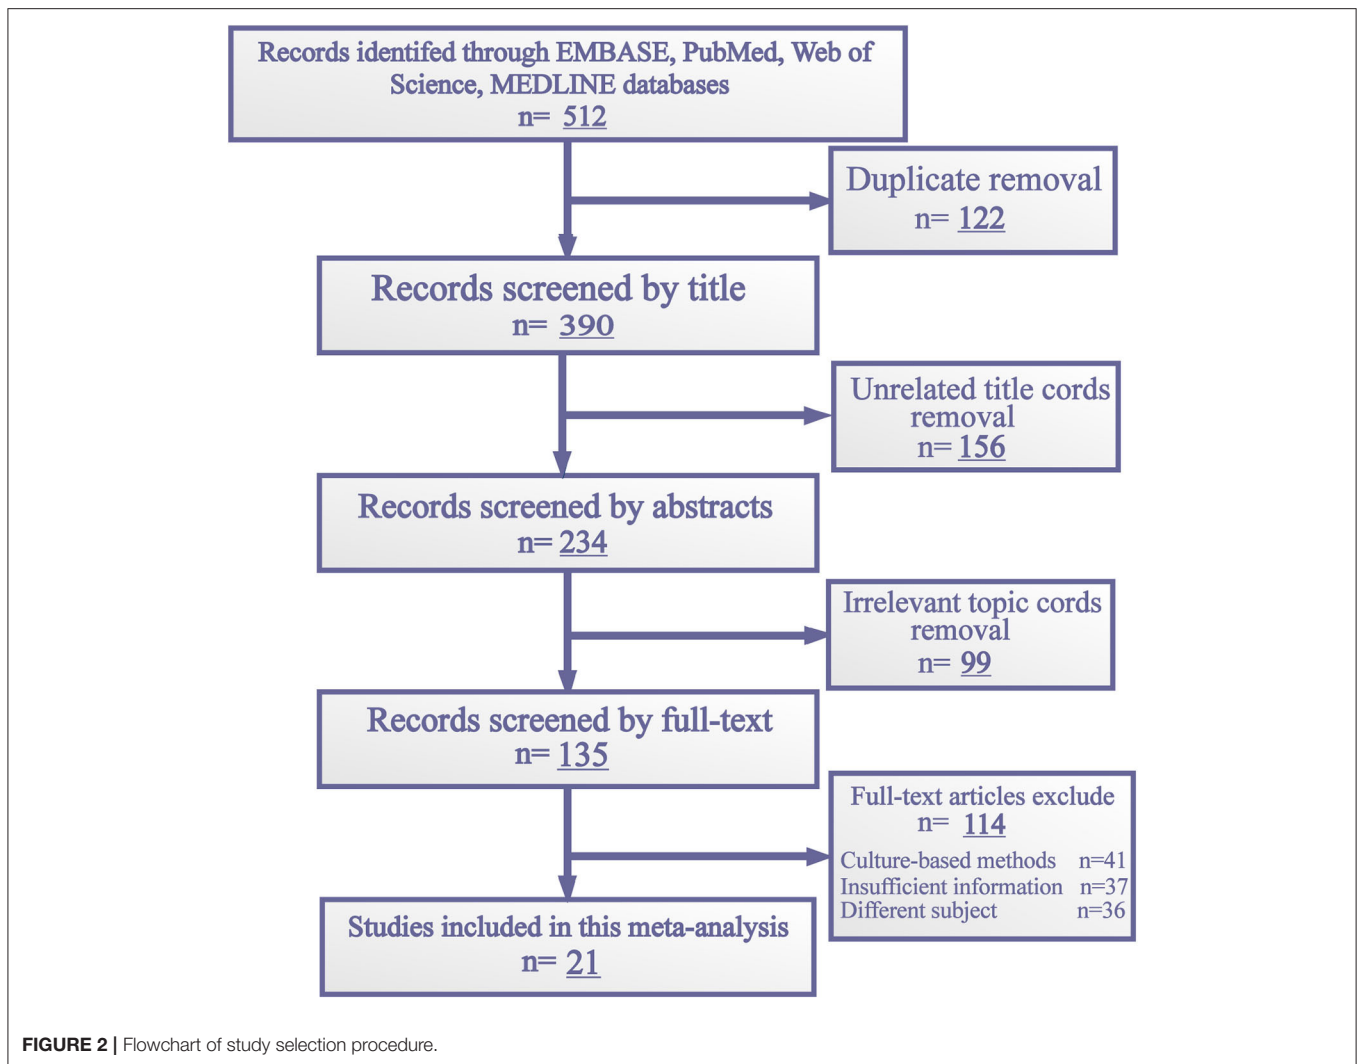 Records identifed through EMBASE, PubMed, Web of
Science, MEDLINE databases
n= 512
Duplicate removal
n= 122
Records screened by title
n= 390
Unrelated title cords
removal
n= 156
Records screened by abstracts
n= 234
Irrelevant topic cords
removal
n= 99
Records screened by full-text
n= 135
Full-text articles exclude
n= 114
Culture-based methods n=41
Insufficient information n=37
Different subject n=36
Studies included in this meta-analysis
n= 21
FIGURE 2 | Flowchart of study selection procedure.